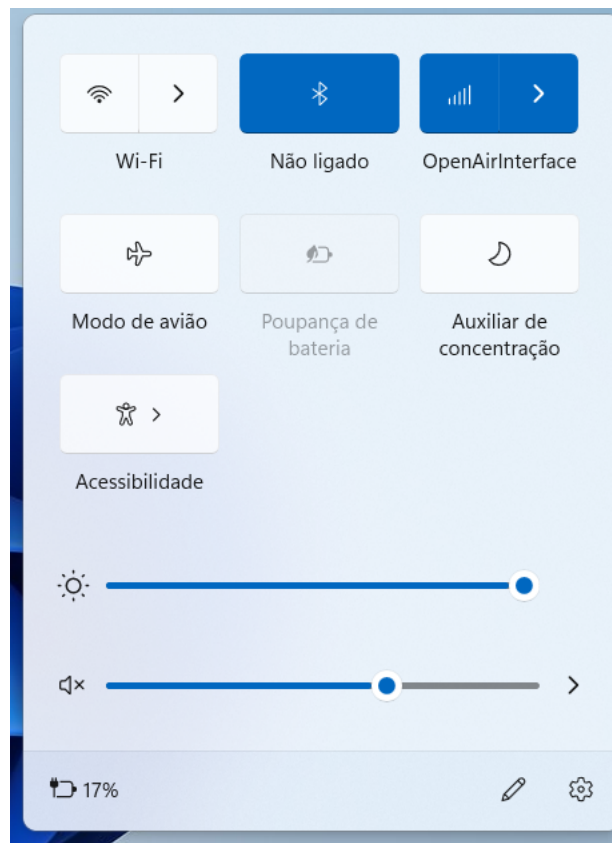 Wi-Fi
Não ligado
OpenAirInterface
Modo de avião
Poupança de
bateria
Auxiliar de
concentração
Acessibilidade
17%